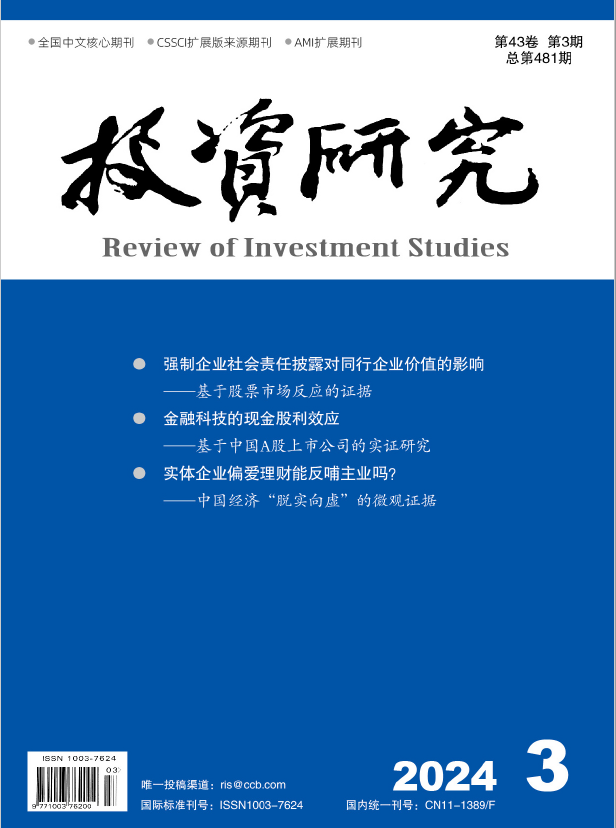 ●全国中文核心期刊 ●CSSCI扩展版来源期刊 ●AMI扩展期刊
第43卷 第3期
总第481期
投資研究
Review of Investment Studies
● 强制企业社会责任披露对同行企业价值的影响
——基于股票市场反应的证据
● 金融科技的现金股利效应
——基于中国A股上市公司的实证研究
● 实体企业偏爱理财能反哺主业吗？
——中国经济“脱实向虚”的微观证据
ISSN 1003-7624
03
9 771003 76200
唯一投稿渠道：ris@ccb.com
国际标准刊号：ISSN1003-7624
国内统一刊号：CN11-1389/F
2024 3